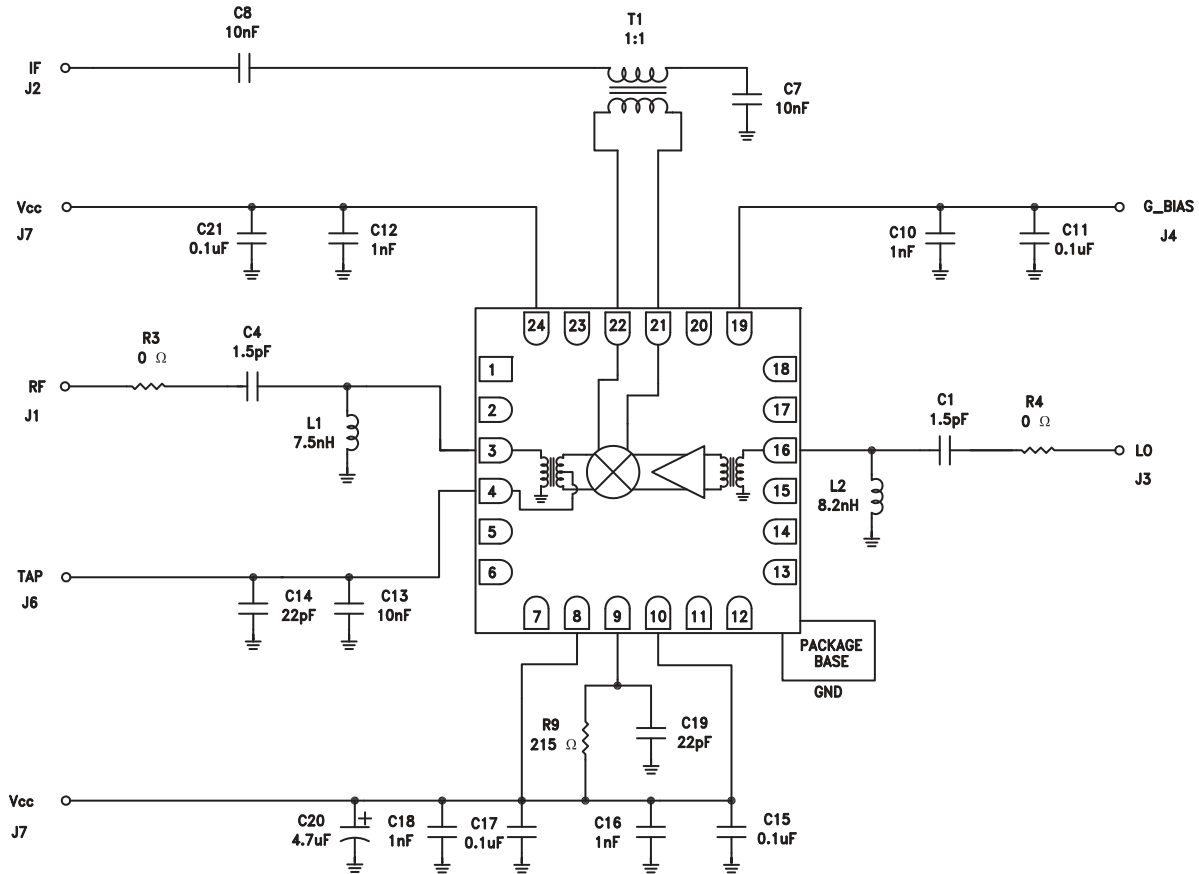 C8
10nF
T1
1:1
IF
J2
C7
10nF
Vcc
J7
C21
0.1uF
C12
1nF
G_BIAS
J4
C10
1nF
C11
0.1uF
24
23
22
21
20
19
R3
0 Ω
C4
1.5pF
RF
J1
L1
7.5nH
1
2
3
4
5
6
18
17
16
15
14
13
C1
1.5pF
R4
0 Ω
LO
J3
L2
8.2nH
TAP
J6
C14
22pF
C13
10nF
7
8
9
10
11
12
PACKAGE
BASE
GND
R9
215 Ω
C19
22pF
Vcc
J7
C20
4.7uF
+
C18
1nF
C17
0.1uF
C16
1nF
C15
0.1uF